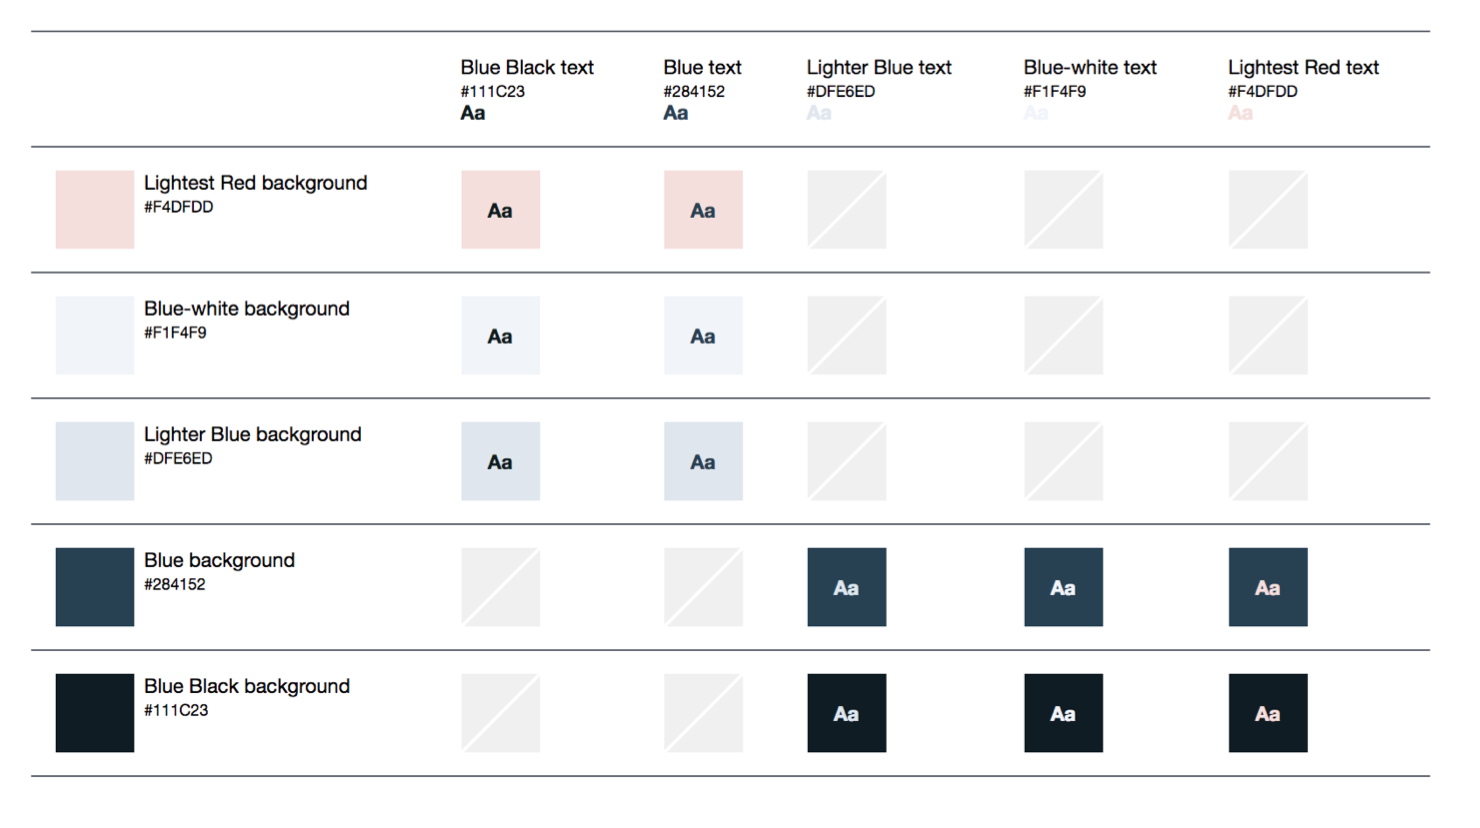 Blue Black text
#111C23
Aa
Blue text
#284152
Aa
Lighter Blue text
#DFE6ED
Aa
Blue-white text
#F1F4F9
Aa
Lightest Red text
#F4DFDD
Aa
Lightest Red background
#F4DFDD
Aa
Aa
Blue-white background
#F1F4F9
Aa
Aa
Lighter Blue background
#DFE6ED
Aa
Aa
Blue background
#284152
Aa
Aa
Aa
Blue Black background
#111C23
Aa
Aa
Aa